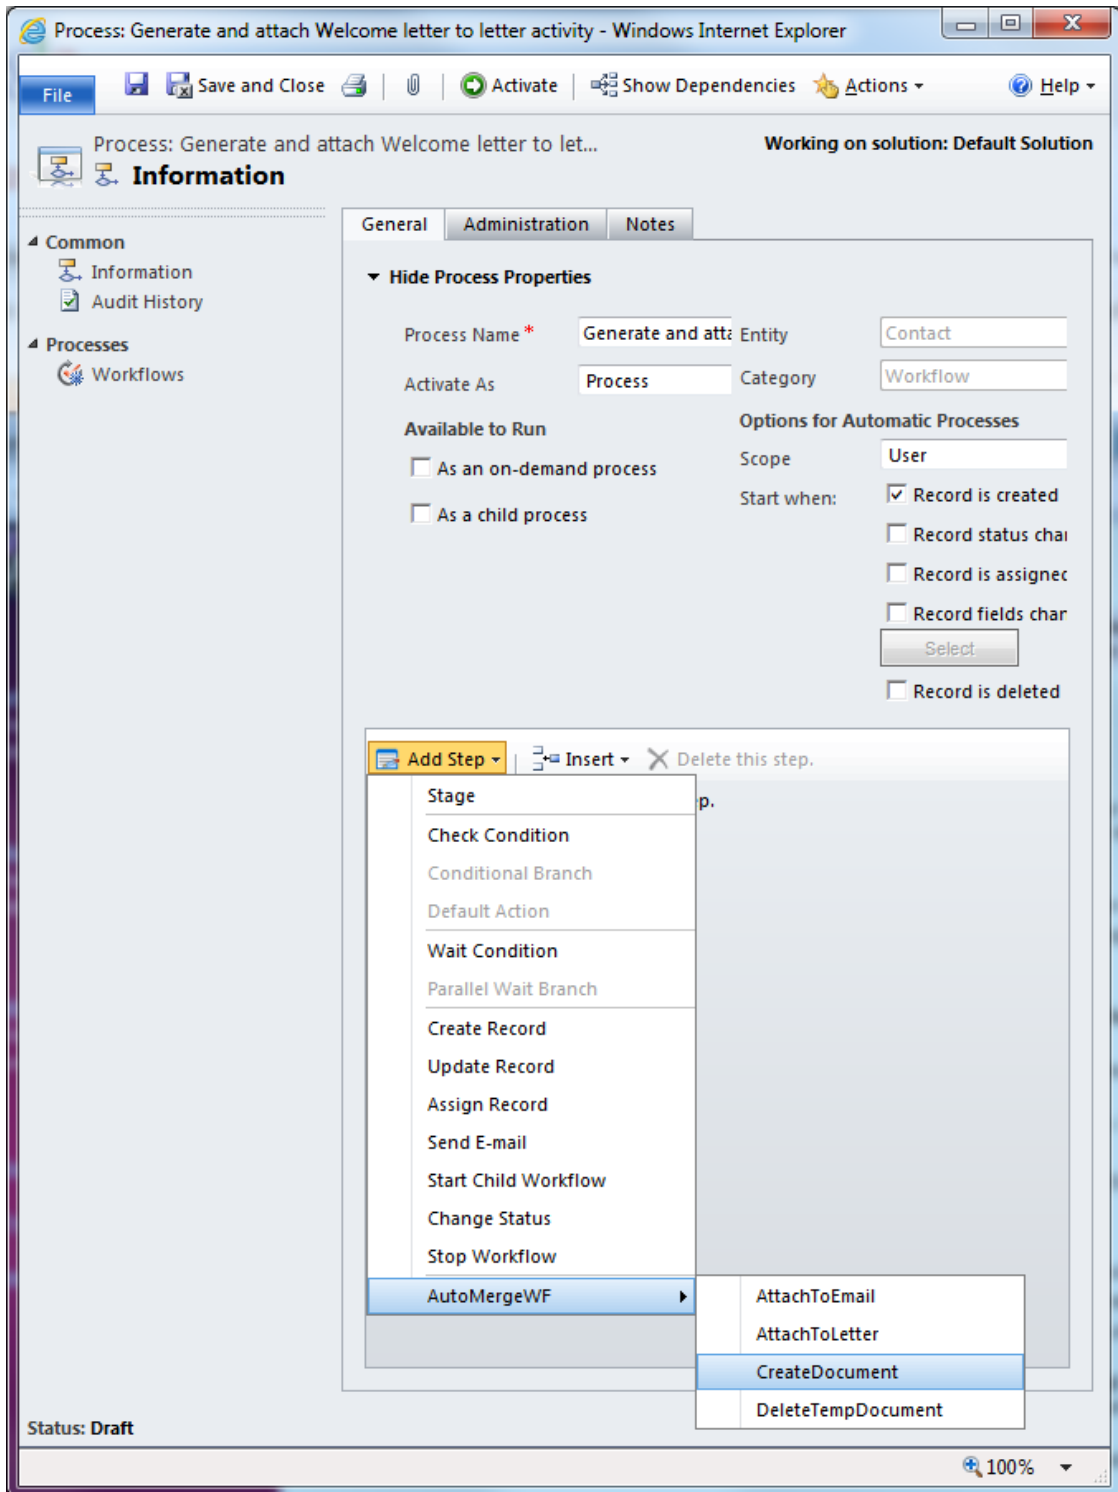 Process: Generate and attach Welcome letter to letter activity - Windows Internet Explorer
File Save and Close Activate Show Dependencies Actions Help
Process: Generate and attach Welcome letter to let... Working on solution: Default Solution
Information
General Administration Notes
Common
Information
Audit History
Processes
Workflows
Hide Process Properties
Process Name * Generate and atta Entity Contact
Activate As Process Category Workflow
Available to Run Options for Automatic Processes
As an on-demand process Scope User
As a child process Start when: Record is created
Record status char
Record is assigned
Record fields char
Select
Record is deleted
Add Step Insert Delete this step.
Stage p.
Check Condition
Conditional Branch
Default Action
Wait Condition
Parallel Wait Branch
Create Record
Update Record
Assign Record
Send E-mail
Start Child Workflow
Change Status
Stop Workflow
AutoMergeWF AttachToEmail
AttachToLetter
CreateDocument
DeleteTempDocument
Status: Draft
100%